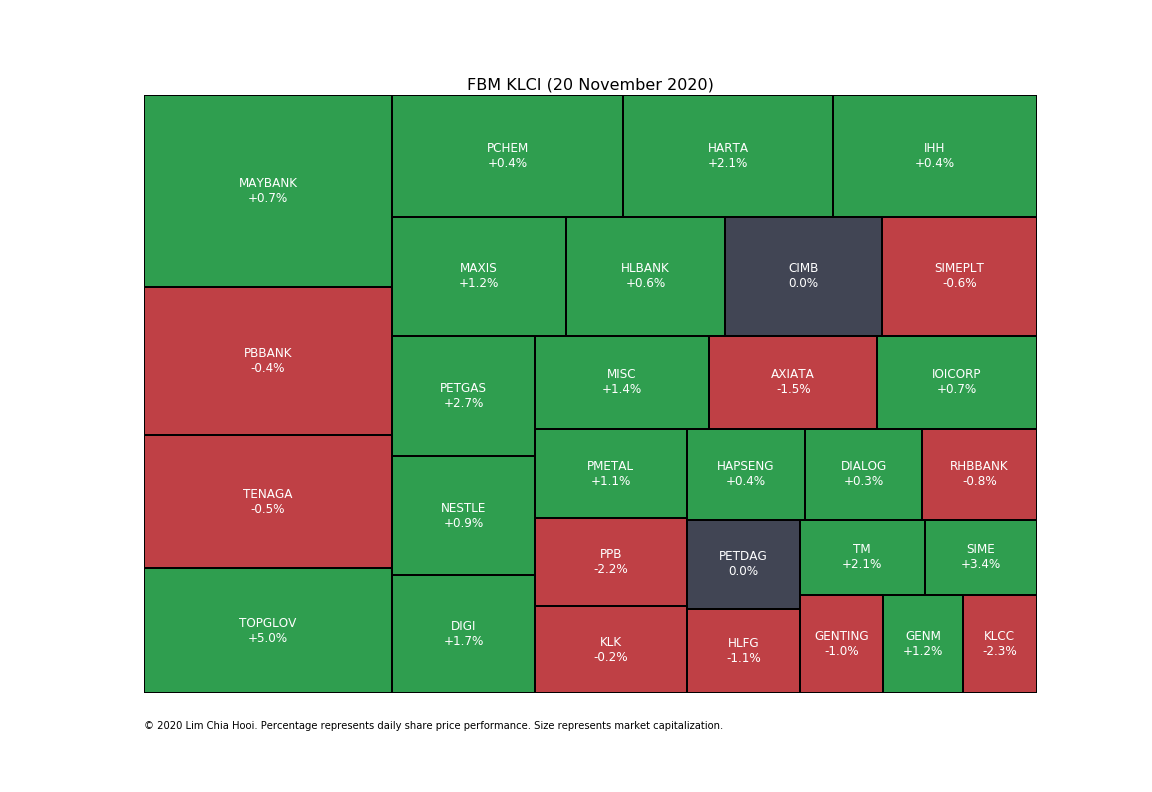 FBM KLCI (20 November 2020)
MAYBANK
+0.7%
PBBANK
-0.4%
TENAGA
-0.5%
TOPGLOV
+5.0%
PCHEM
+0.4%
HARTA
+2.1%
IHH
+0.4%
MAXIS
+1.2%
HLBANK
+0.6%
CIMB
0.0%
SIMEPLT
-0.6%
PETGAS
+2.7%
NESTLE
+0.9%
DIGI
+1.7%
MISC
+1.4%
AXIATA
-1.5%
IOICORP
+0.7%
PMETAL
+1.1%
PPB
-2.2%
KLK
-0.2%
HAPSENG
+0.4%
DIALOG
+0.3%
RHBBANK
-0.8%
PETDAG
0.0%
HLFG
-1.1%
TM
+2.1%
SIME
+3.4%
GENTING
-1.0%
GENM
+1.2%
KLCC
-2.3%
© 2020 Lim Chia Hooi. Percentage represents daily share price performance. Size represents market capitalization.